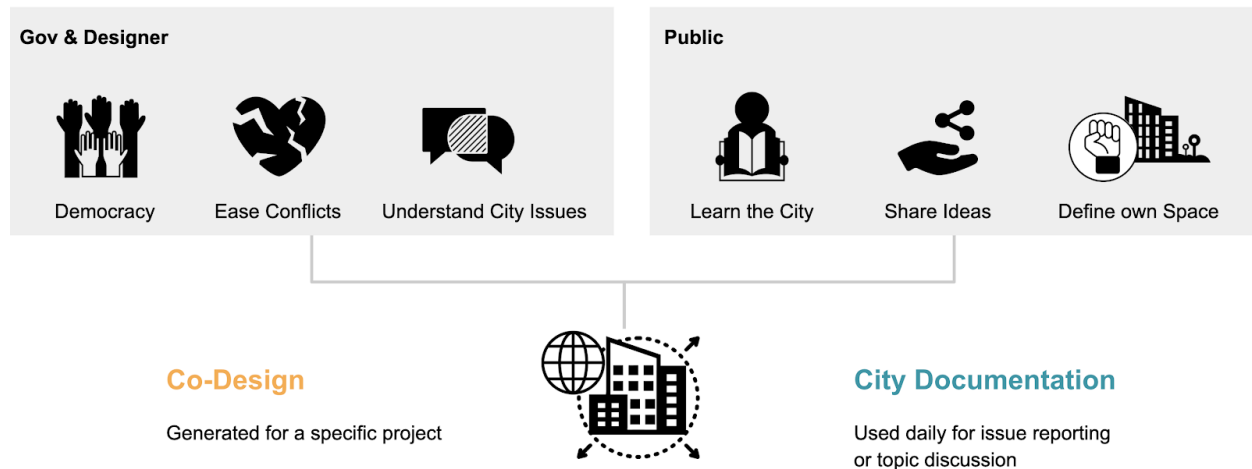 Gov & Designer
Democracy
Ease Conflicts
Understand City Issues
Public
Learn the City
Share Ideas
Define own Space
Co-Design
Generated for a specific project
City Documentation
Used daily for issue reporting
or topic discussion